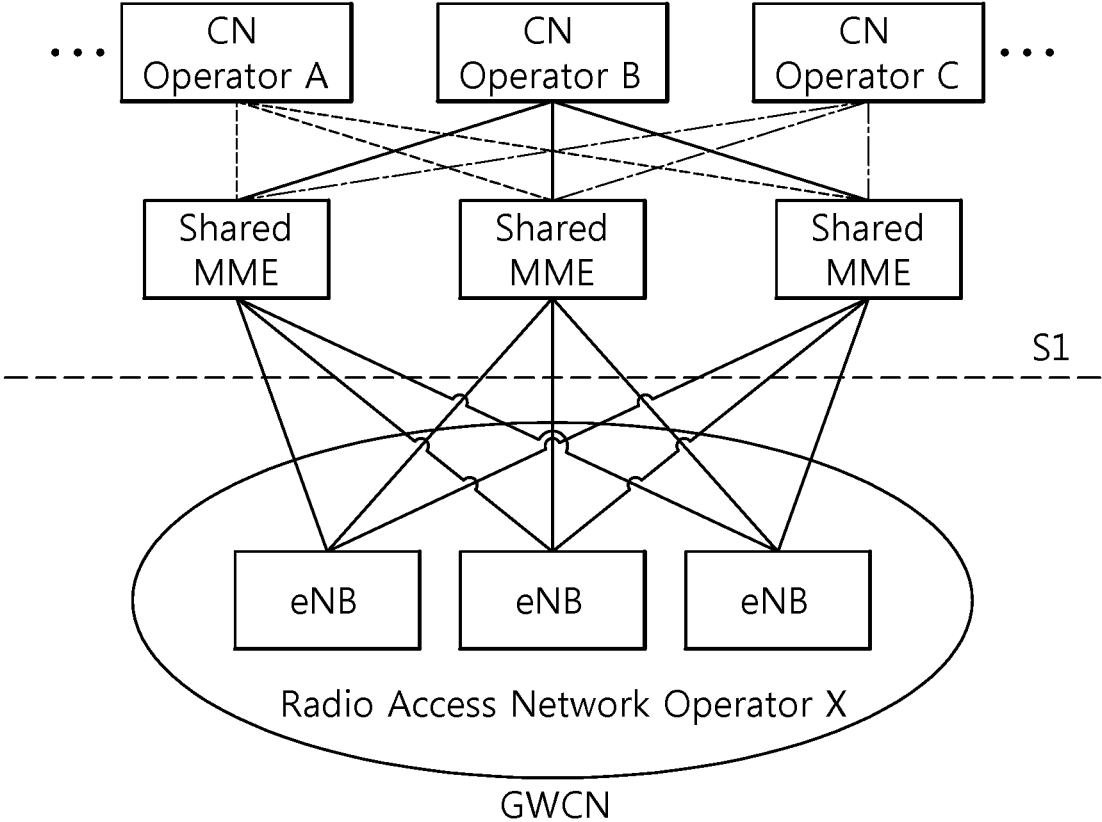 CN
Operator A
CN
Operator B
CN
Operator C
Shared
MME
Shared
MME
Shared
MME
S1
eNB
eNB
eNB
Radio Access Network Operator X
GWCN